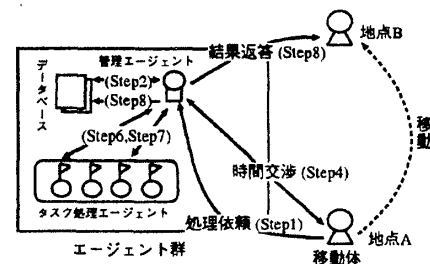 結果返答 (Step8)
地点B
管理エージェント
データベース
(Step2)
(Step8)
(Step6,Step7)
移動
時間交渉 (Step4)
タスク処理エージェント
処理依頼 (Step1)
地点A
エージェント群
移動体